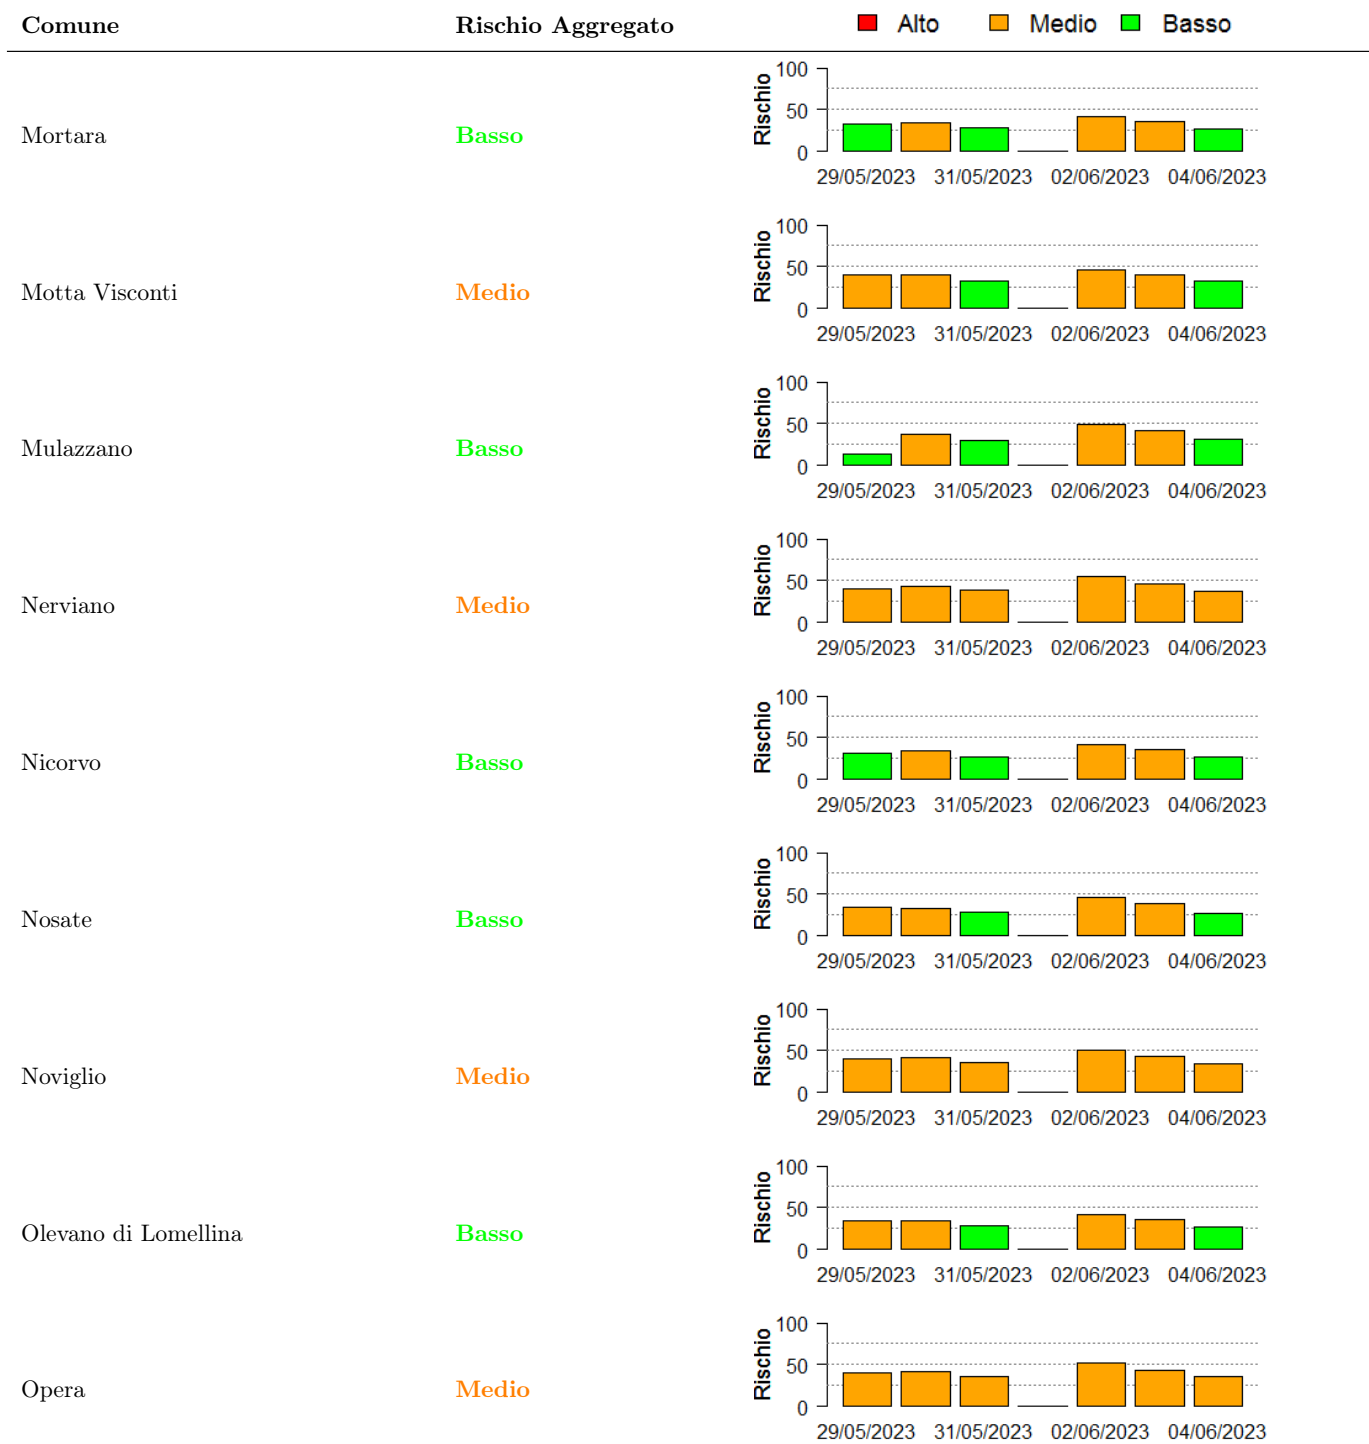 Comune Rischio Aggregato Alto Medio Basso
Mortara Basso
Rischio
100
50
0
29/05/2023 31/05/2023 02/06/2023 04/06/2023
Motta Visconti Medio
Rischio
100
50
0
29/05/2023 31/05/2023 02/06/2023 04/06/2023
Mulazzano Basso
Rischio
100
50
0
29/05/2023 31/05/2023 02/06/2023 04/06/2023
Nerviano Medio
Rischio
100
50
0
29/05/2023 31/05/2023 02/06/2023 04/06/2023
Nicorvo Basso
Rischio
100
50
0
29/05/2023 31/05/2023 02/06/2023 04/06/2023
Nosate Basso
Rischio
100
50
0
29/05/2023 31/05/2023 02/06/2023 04/06/2023
Noviglio Medio
Rischio
100
50
0
29/05/2023 31/05/2023 02/06/2023 04/06/2023
Olevano di Lomellina Basso
Rischio
100
50
0
29/05/2023 31/05/2023 02/06/2023 04/06/2023
Opera Medio
Rischio
100
50
0
29/05/2023 31/05/2023 02/06/2023 04/06/2023